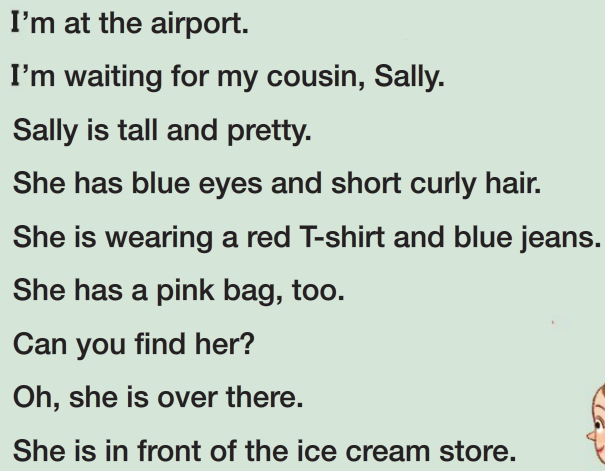 I'm at the airport.
I'm waiting for my cousin, Sally.
Sally is tall and pretty.
She has blue eyes and short curly hair.
She is wearing a red T-shirt and blue jeans.
She has a pink bag, too.
Can you find her?
Oh, she is over there.
She is in front of the ice cream store.